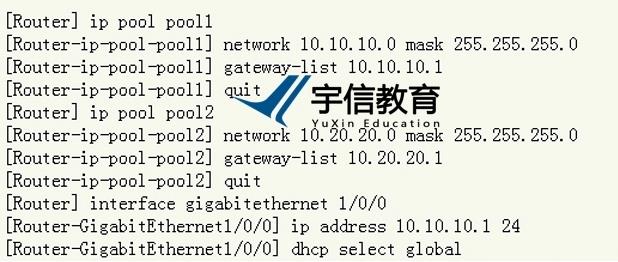 [Router] ip pool pool1
[Router-ip-pool-pool1] network 10.10.10.0 mask 255.255.255.0
[Router-ip-pool-pool1] gateway-list 10.10.10.1
[Router-ip-pool-pool1] quit
[Router] ip pool pool2
[Router-ip-pool-pool2] network 10.20.20.0 mask 255.255.255.0
[Router-ip-pool-pool2] gateway-list 10.20.20.1
[Router-ip-pool-pool2] quit
[Router] interface gigabitethernet 1/0/0
[Router-GigabitEthernet1/0/0] ip address 10.10.10.1 24
[Router-GigabitEthernet1/0/0] dhcp select global
宇信教育
YuXin Education